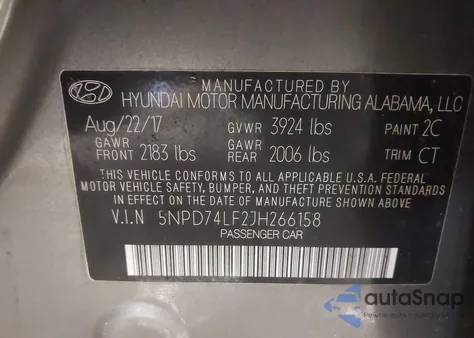 MANUFACTURED BY
HYUNDAI MOTOR MANUFACTURING ALABAMA, LLC
Aug/22/17 GVWR 3924 lbs PAINT 2C
GAWR FRONT 2183 lbs GAWR REAR 2006 lbs TRIM CT
THIS VEHICLE CONFORMS TO ALL APPLICABLE U.S.A. FEDERAL
MOTOR VEHICLE SAFETY, BUMPER, AND THEFT PREVENTION STANDARDS
IN EFFECT ON THE DATE OF MANUFACTURE SHOWN ABOVE.
V.I.N 5NPD74LF2JH266158
PASSENGER CAR
autoSnap
Pewne auto z